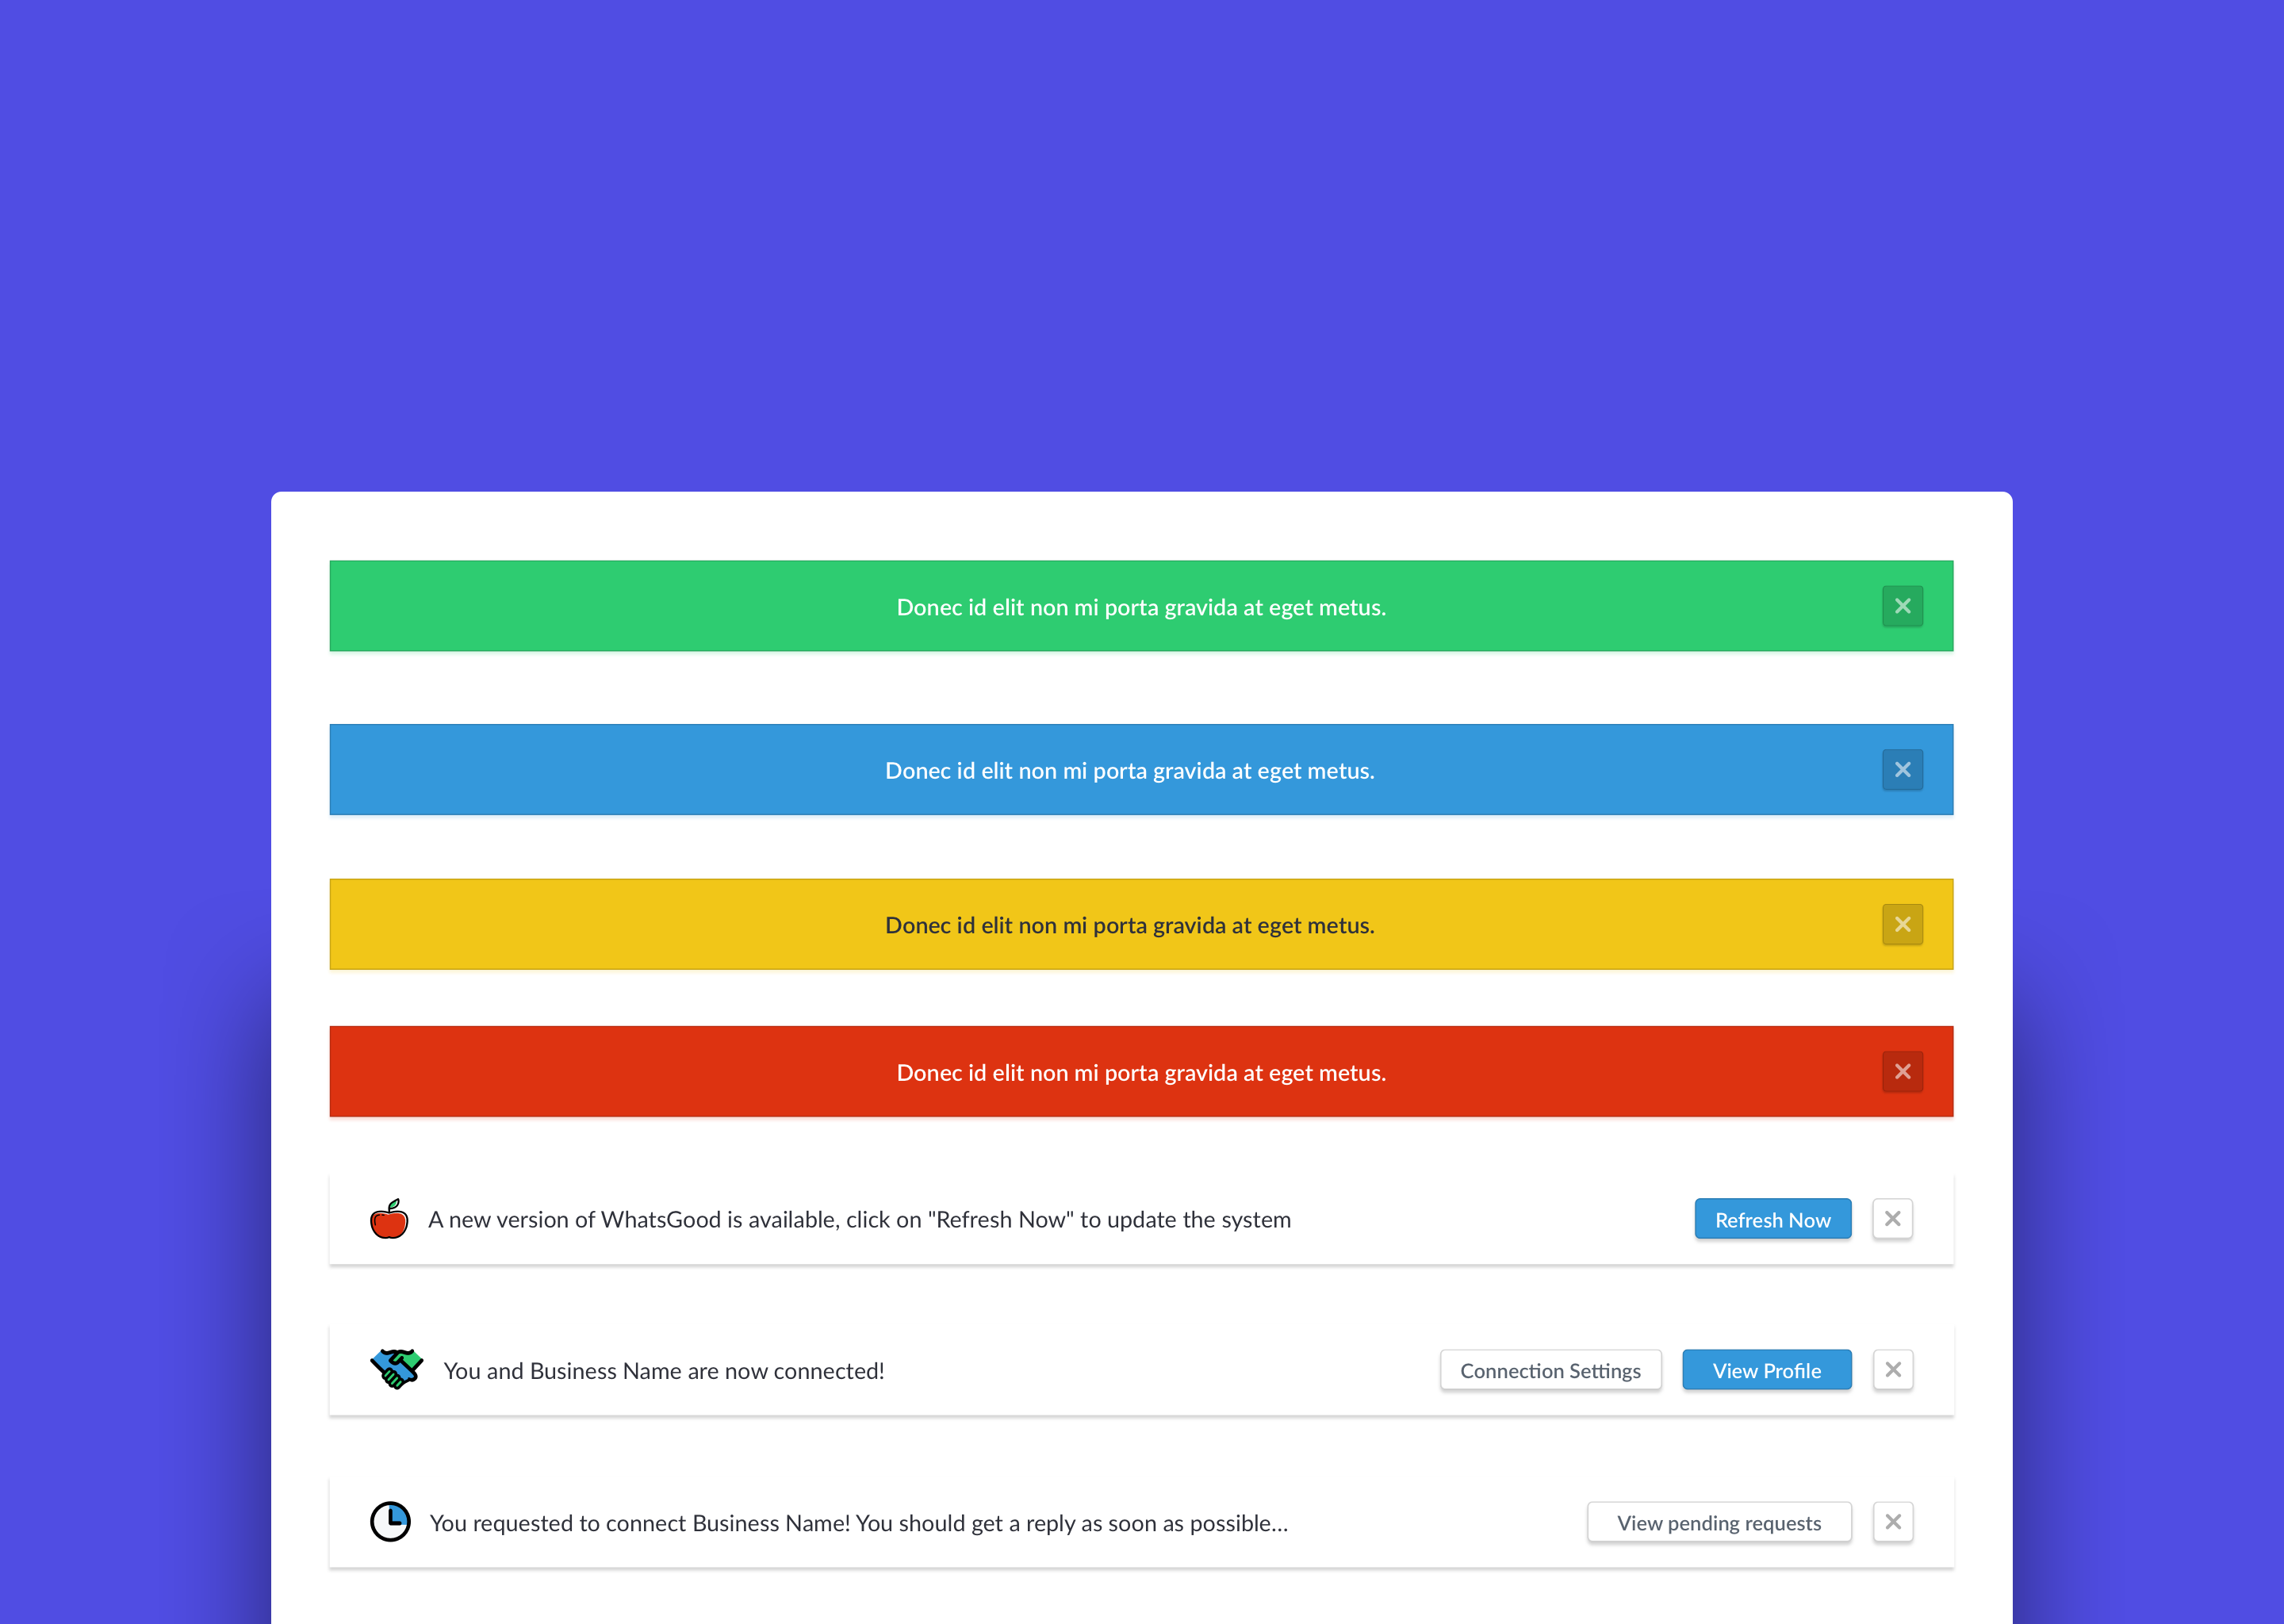 Donec id elit non mi porta gravida at eget metus.
Donec id elit non mi porta gravida at eget metus.
Donec id elit non mi porta gravida at eget metus.
Donec id elit non mi porta gravida at eget metus.
A new version of WhatsGood is available, click on "Refresh Now" to update the system Refresh Now
You and Business Name are now connected! Connection Settings View Profile
You requested to connect Business Name! You should get a reply as soon as possible... View pending requests